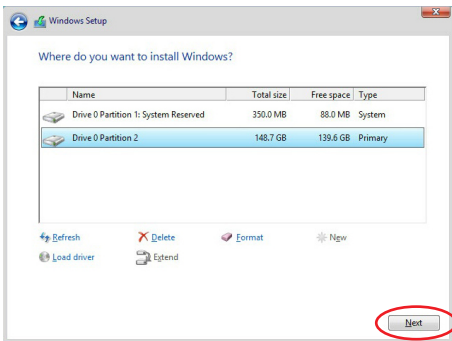 Windows Setup
Where do you want to install Windows?
Name Total size Free space Type
Drive 0 Partition 1: System Reserved 350.0 MB 88.0 MB System
Drive 0 Partition 2 148.7 GB 139.6 GB Primary
Refresh Delete Format New
Load driver Extend
Next